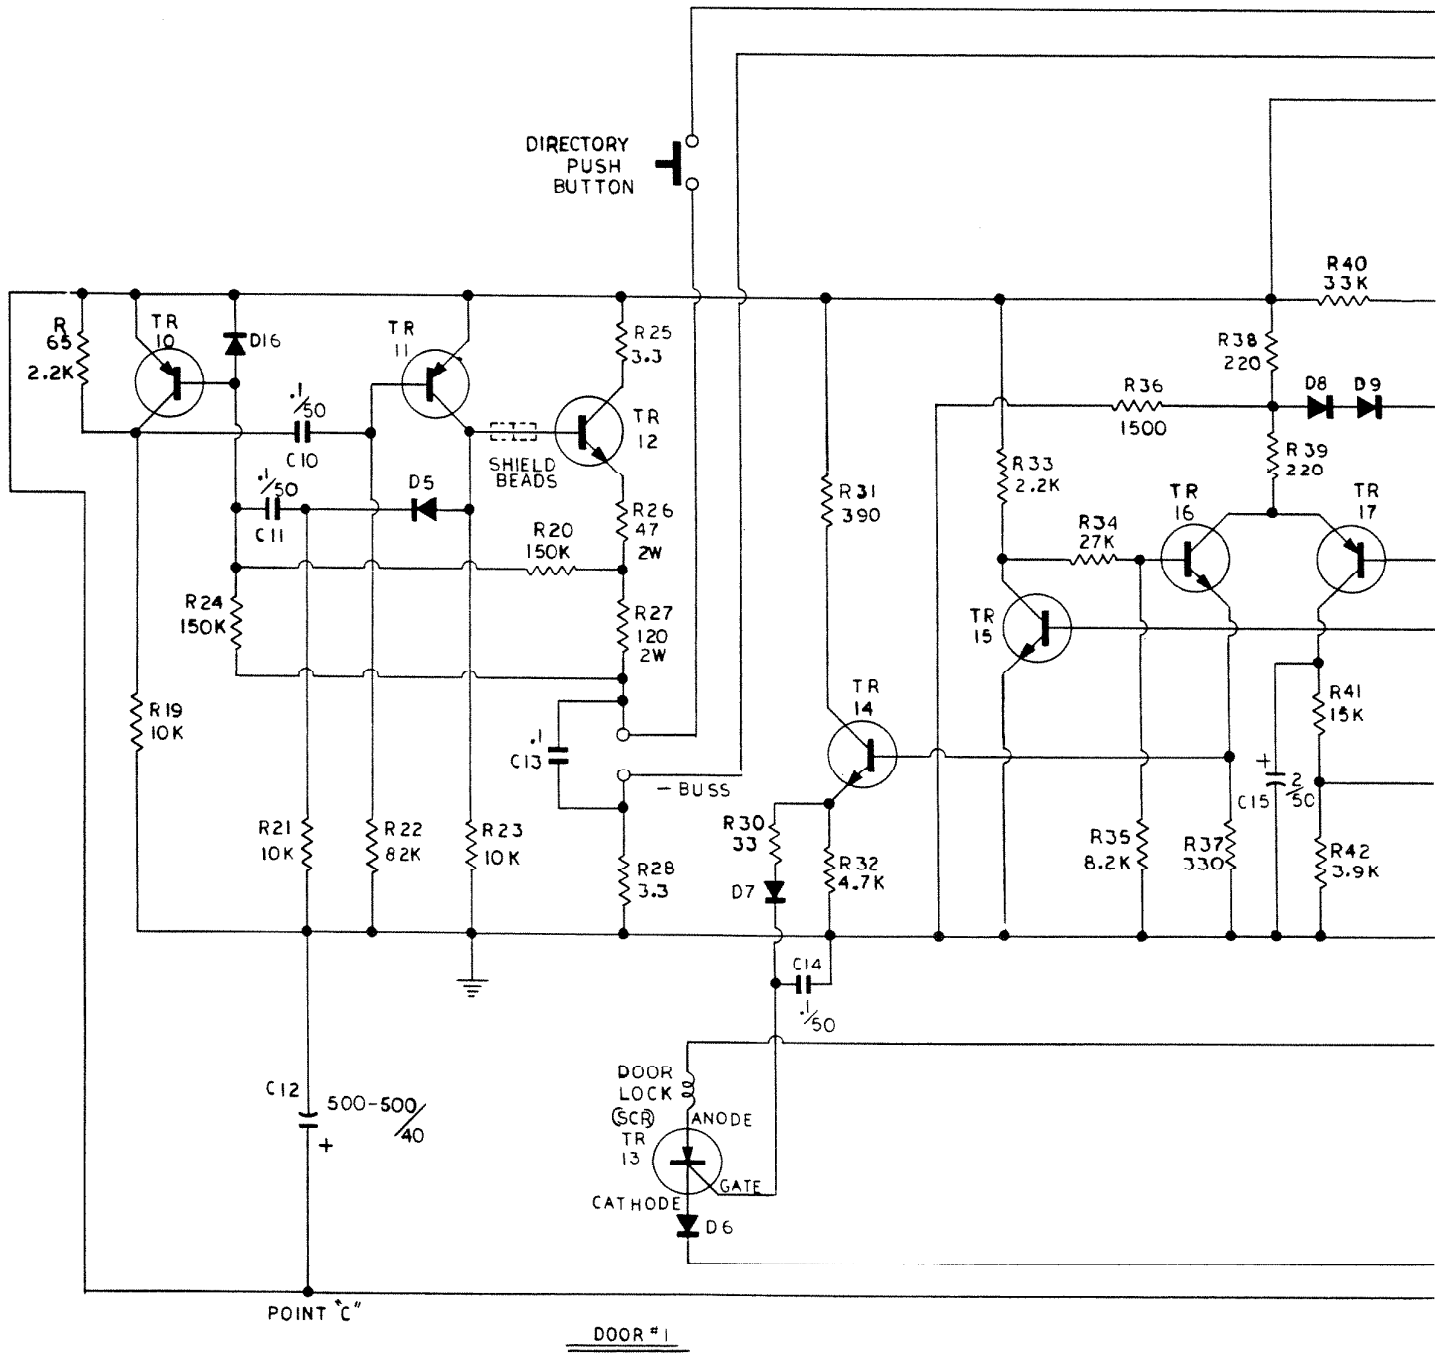 DIRECTORY
PUSH
BUTTON
R40
33K
R
65
2.2K
TR
10
D16
TR
11
R25
3.3
R38
220
R36
1500
D8
D9
.1/50
C10
TR
12
SHIELD
BEADS
R39
220
R33
2.2K
.1/50
C11
D5
R20
150K
R26
47
2W
R31
390
R34
27K
TR
16
TR
17
R24
150K
R27
120
2W
TR
15
R19
10K
TR
14
R41
15K
.1
C13
– BUSS
+
2/50
C15
R21
10K
R22
82K
R23
10K
R28
3.3
R30
33
R32
4.7K
D7
R35
8.2K
R37
330
R42
3.9K
C14
.1/50
C12
500-500/40
+
DOOR
LOCK
(SCR)
TR
13
ANODE
GATE
CATHODE
D6
POINT "C"
DOOR #1